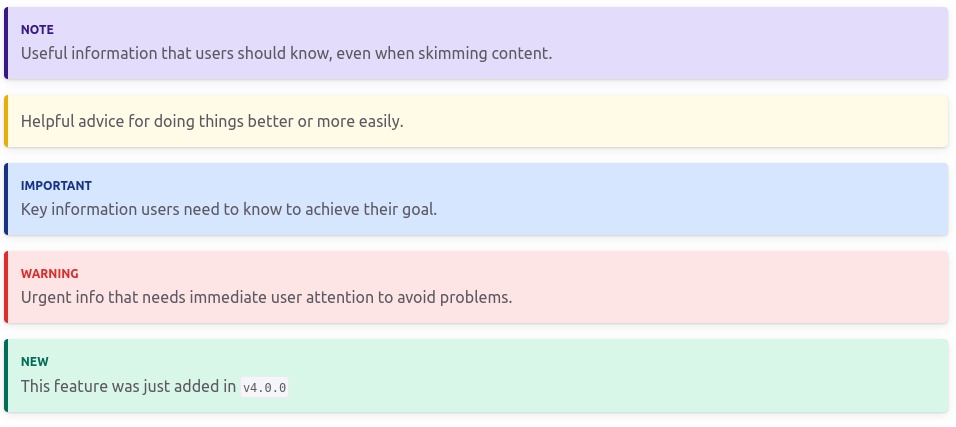 NOTE
Useful information that users should know, even when skimming content.
Helpful advice for doing things better or more easily.
IMPORTANT
Key information users need to know to achieve their goal.
WARNING
Urgent info that needs immediate user attention to avoid problems.
NEW
This feature was just added in v4.0.0